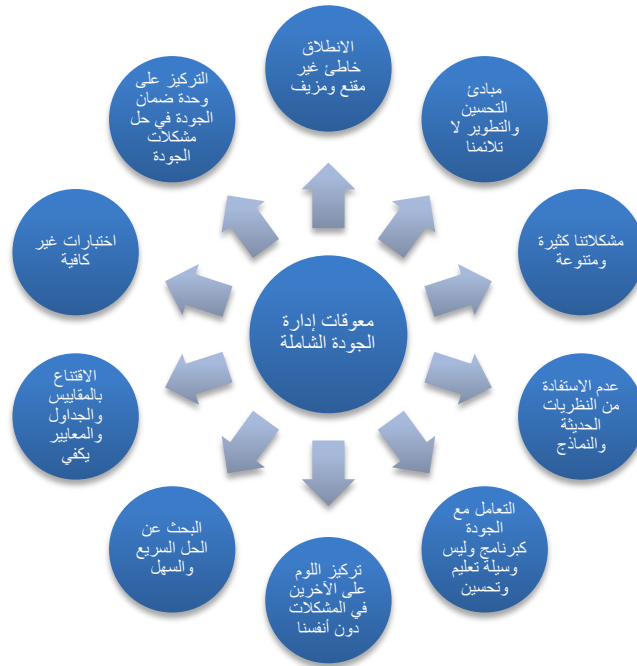 الانطلاق
خاطئ غير
مقنع ومزيف
مبادئ
التحسين
والتطوير لا
تلائمنا
مشكلاتنا كثيرة
ومتنوعة
عدم الاستفادة
من النظريات
الحديثة
والنماذج
التعامل مع
الجودة
كبرنامج وليس
وسيلة تعليم
وتحسين
تركيز اللوم
على الآخرين
في المشكلات
دون أنفسنا
البحث عن
الحل السريع
والسهل
الاقتناع
بالمقاييس
والجداول
والمعايير
يكفي
اختبارات غير
كافية
التركيز على
وحدة ضمان
الجودة في حل
مشكلات
الجودة
معوقات إدارة
الجودة الشاملة